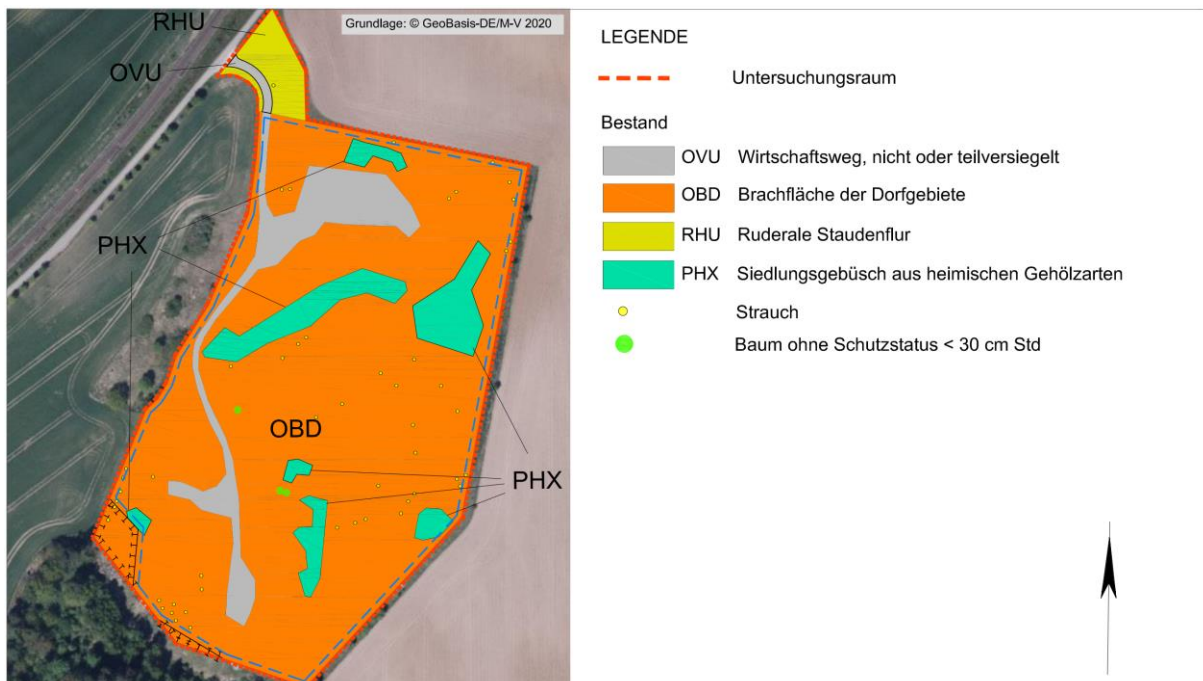 RHU
Grundlage: © GeoBasis-DE/M-V 2020
OVU
PHX
OBD
PHX
LEGENDE
Untersuchungsraum
Bestand
OVU Wirtschaftsweg, nicht oder teilversiegelt
OBD Brachfläche der Dorfgebiete
RHU Ruderale Staudenflur
PHX Siedlungsgebüsch aus heimischen Gehölzarten
Strauch
Baum ohne Schutzstatus < 30 cm Std